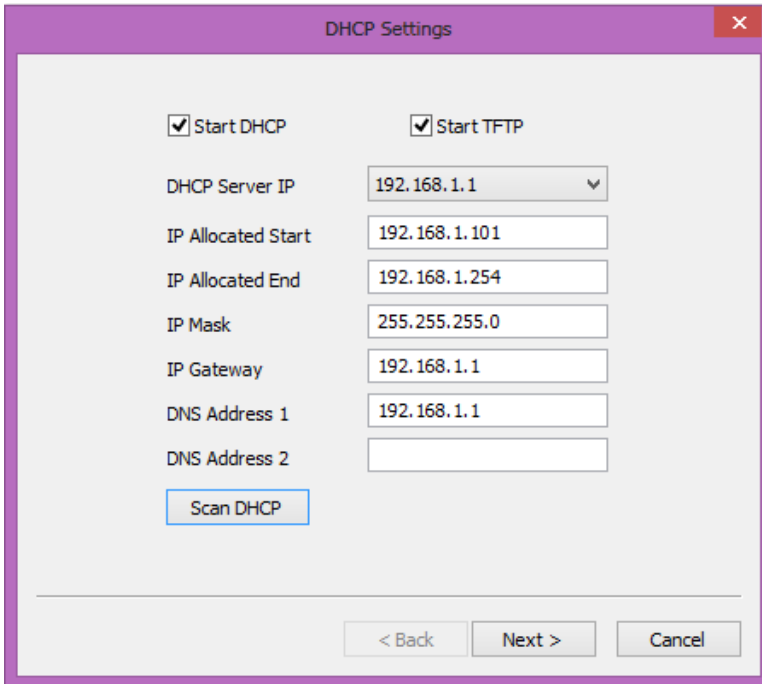 DHCP Settings
Start DHCP Start TFTP
DHCP Server IP 192.168.1.1
IP Allocated Start 192.168.1.101
IP Allocated End 192.168.1.254
IP Mask 255.255.255.0
IP Gateway 192.168.1.1
DNS Address 1 192.168.1.1
DNS Address 2
Scan DHCP
< Back Next > Cancel